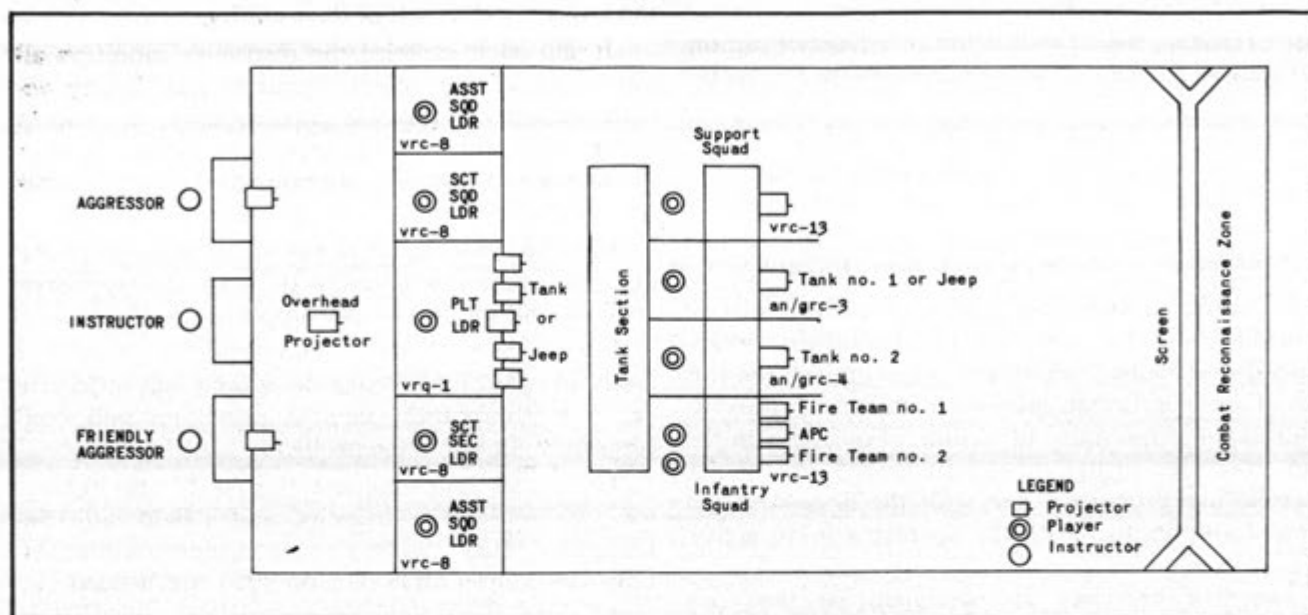 AGGRESSOR
INSTRUCTOR
FRIENDLY
AGGRESSOR
Overhead
Projector
ASST
SQD
LDR
vrc-8
SCT
SQD
LDR
vrc-8
PLT
LDR
vrq-1
SCT
SEC
LDR
vrc-8
ASST
SQD
LDR
vrc-8
Tank
or
Jeep
Tank Section
Support
Squad
vrc-13
Tank no. 1 or Jeep
an/grc-3
Tank no. 2
an/grc-4
Fire Team no. 1
APC
Fire Team no. 2
vrc-13
Infantry
Squad
Screen
Combat Reconnaissance Zone
LEGEND
Projector
Player
Instructor